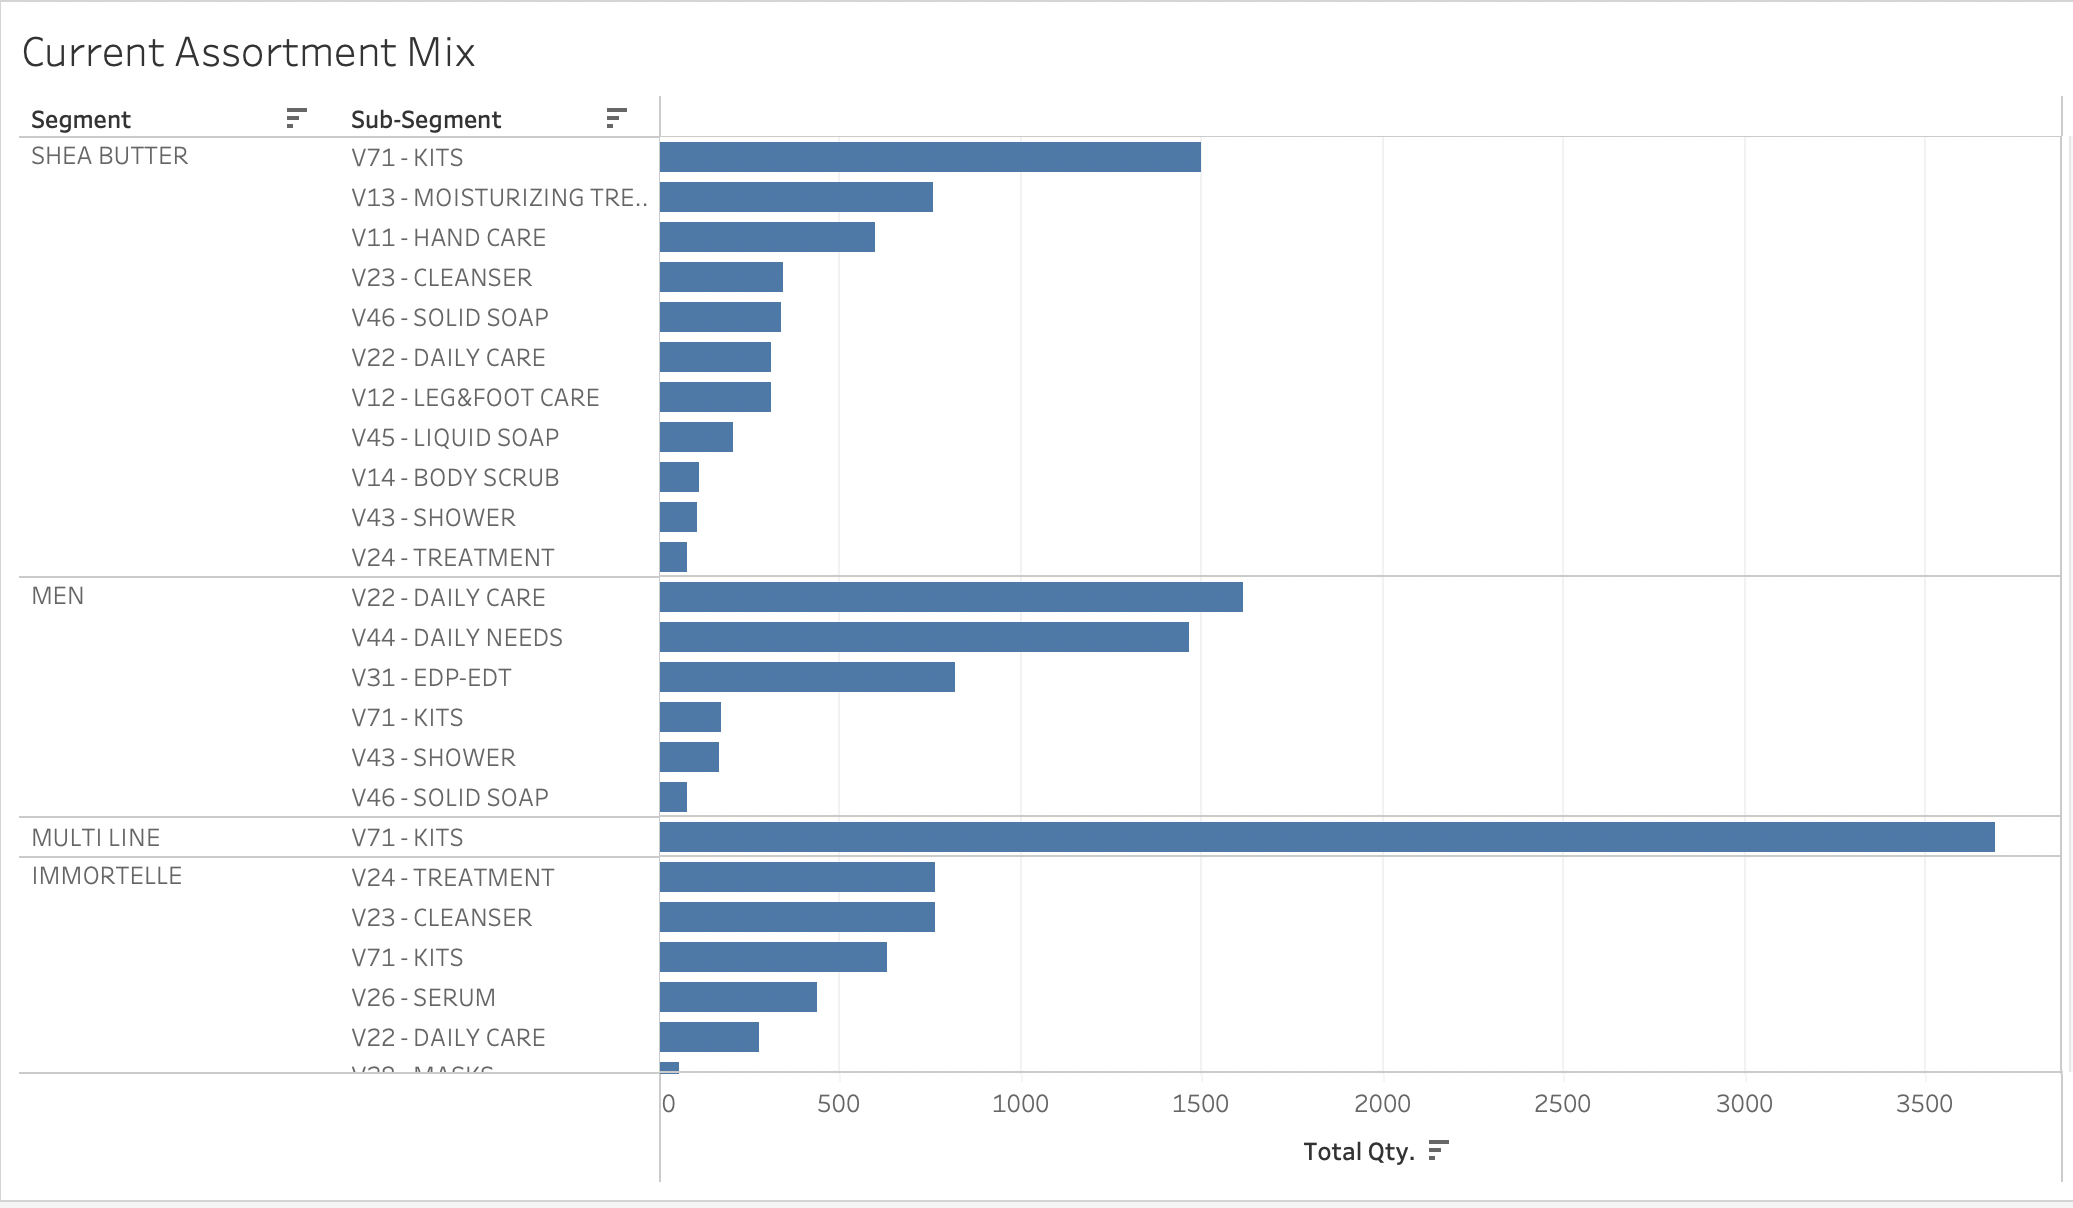 Current Assortment Mix
Segment Sub-Segment
SHEA BUTTER V71 - KITS
V13 - MOISTURIZING TRE..
V11 - HAND CARE
V23 - CLEANSER
V46 - SOLID SOAP
V22 - DAILY CARE
V12 - LEG&FOOT CARE
V45 - LIQUID SOAP
V14 - BODY SCRUB
V43 - SHOWER
V24 - TREATMENT
MEN V22 - DAILY CARE
V44 - DAILY NEEDS
V31 - EDP-EDT
V71 - KITS
V43 - SHOWER
V46 - SOLID SOAP
MULTI LINE V71 - KITS
IMMORTELLE V24 - TREATMENT
V23 - CLEANSER
V71 - KITS
V26 - SERUM
V22 - DAILY CARE
- MASKS
0 500 1000 1500 2000 2500 3000 3500
Total Qty.